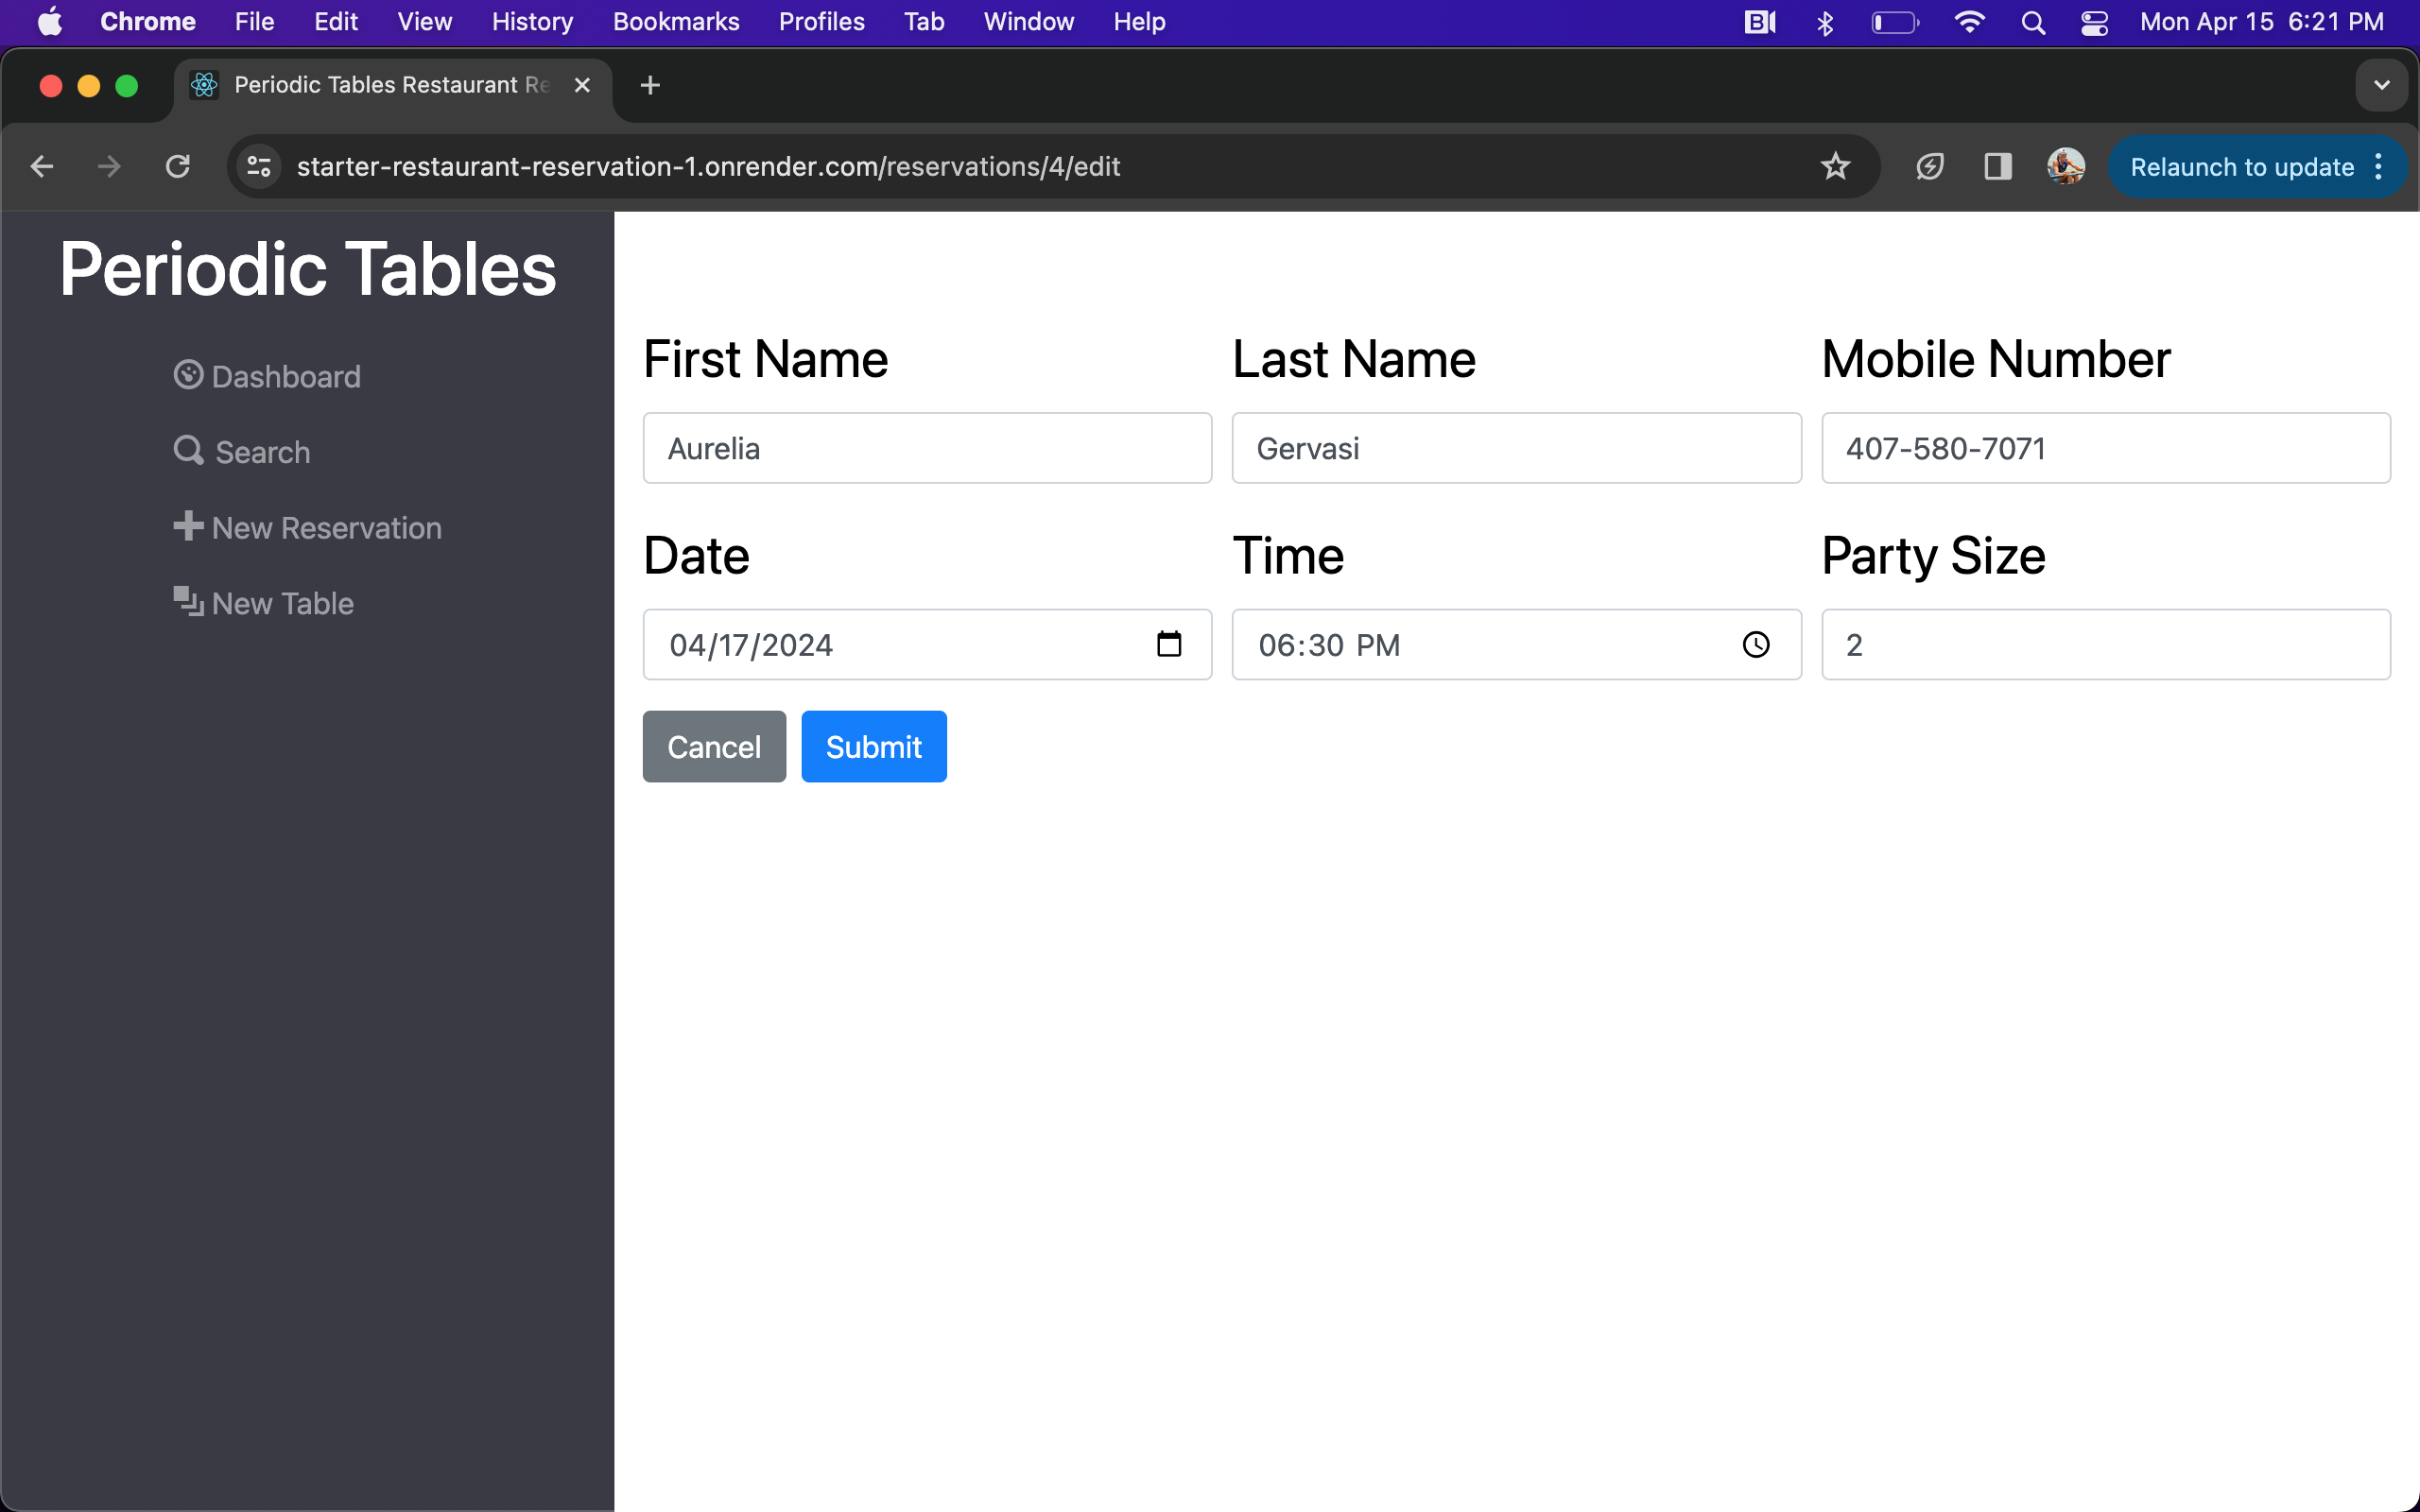 Chrome File Edit View History Bookmarks Profiles Tab Window Help Mon Apr 15 6:21 PM
Periodic Tables Restaurant Re
starter-restaurant-reservation-1.onrender.com/reservations/4/edit Relaunch to update
Periodic Tables
Dashboard
Search
New Reservation
New Table
First Name Last Name Mobile Number
Aurelia Gervasi 407-580-7071
Date Time Party Size
04/17/2024 06:30 PM 2
Cancel Submit